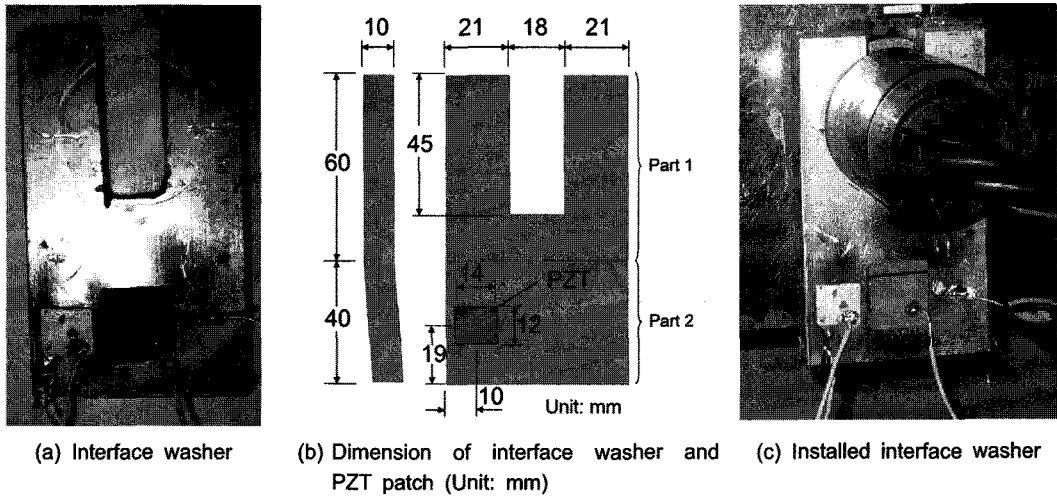 10
21
18
21
60
45
Part 1
14
PZT
40
12
Part 2
19
10
Unit: mm
(a) Interface washer
(b) Dimension of interface washer and
PZT patch (Unit: mm)
(c) Installed interface washer